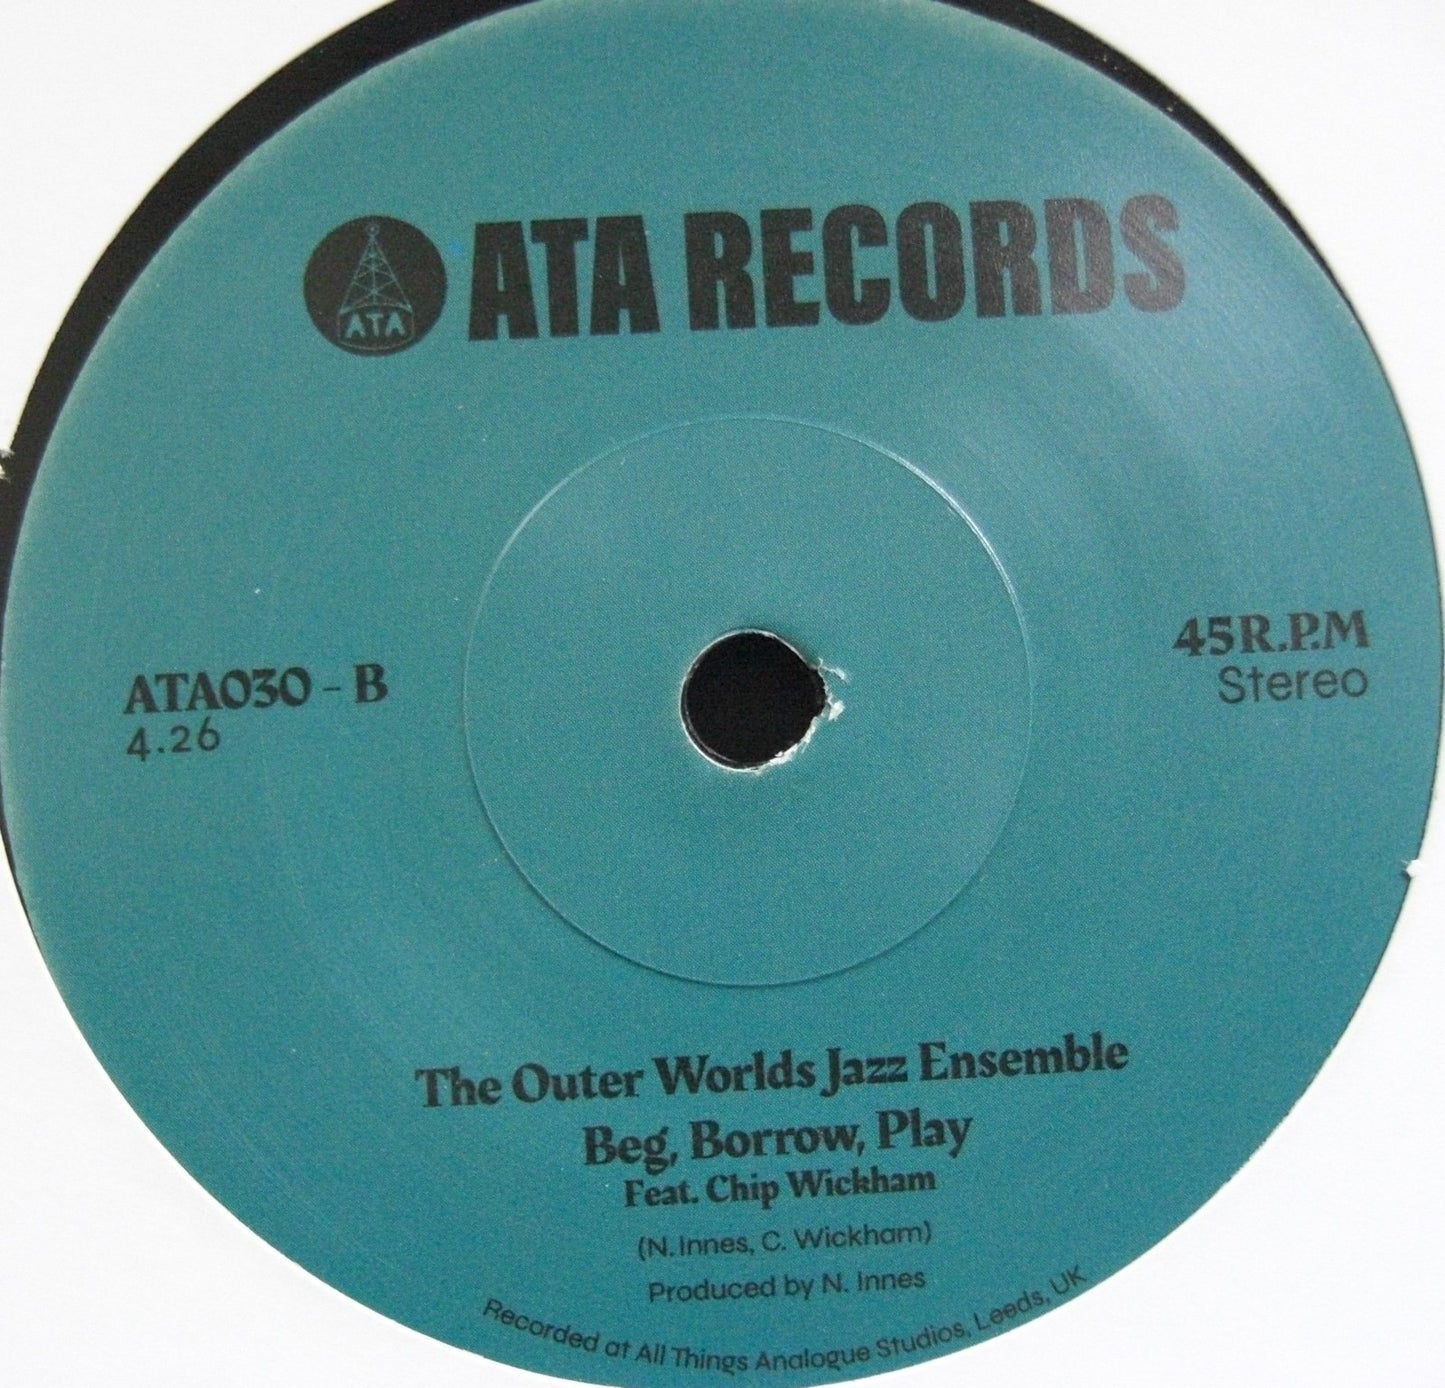 ATA
ATA RECORDS
ATA030 - B
4.26
45R.P.M
Stereo
The Outer Worlds Jazz Ensemble
Beg, Borrow, Play
Feat. Chip Wickham
(N. Innes, C. Wickham)
Produced by N. Innes
Recorded at All Things Analogue Studios, Leeds, UK